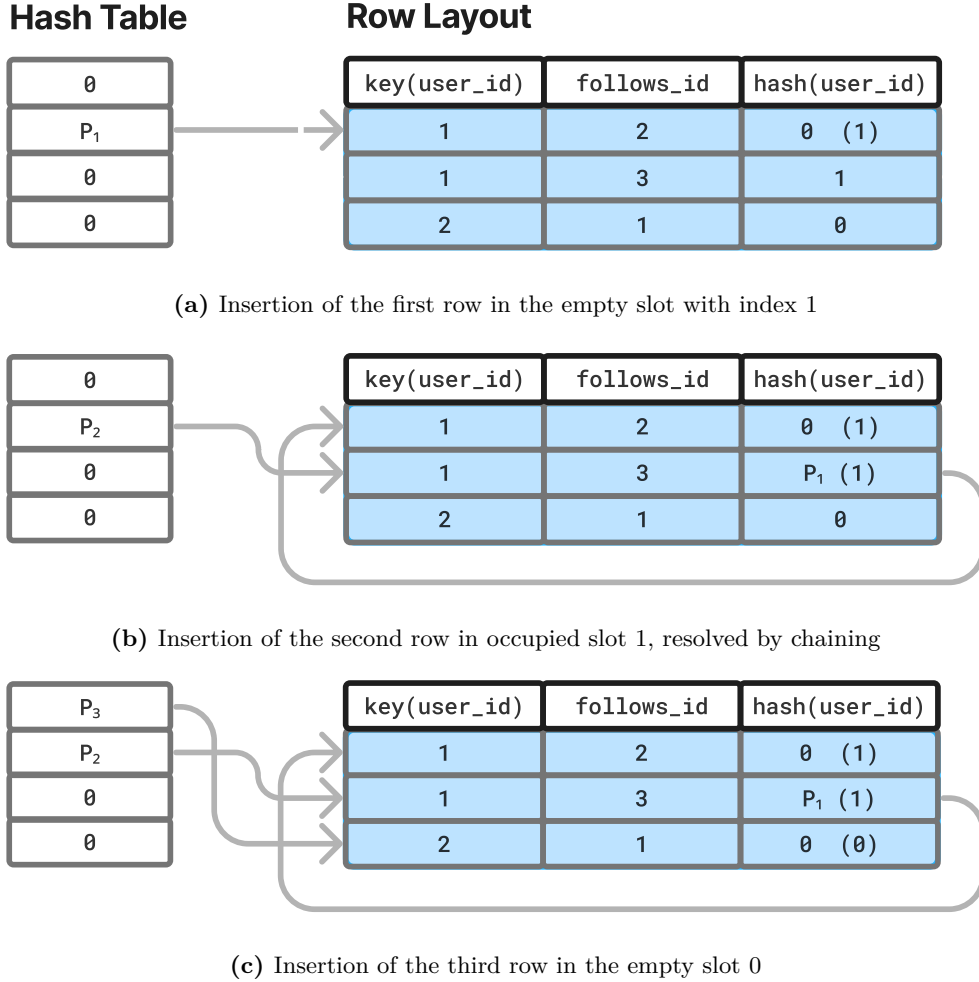 Hash Table Row Layout
0 key(user_id) follows_id hash(user_id)
P₁ 1 2 0 (1)
0 1 3 1
0 2 1 0
(a) Insertion of the first row in the empty slot with index 1
0 key(user_id) follows_id hash(user_id)
P₂ 1 2 0 (1)
0 1 3 P₁ (1)
0 2 1 0
(b) Insertion of the second row in occupied slot 1, resolved by chaining
P₃ key(user_id) follows_id hash(user_id)
P₂ 1 2 0 (1)
0 1 3 P₁ (1)
0 2 1 0 (0)
(c) Insertion of the third row in the empty slot 0